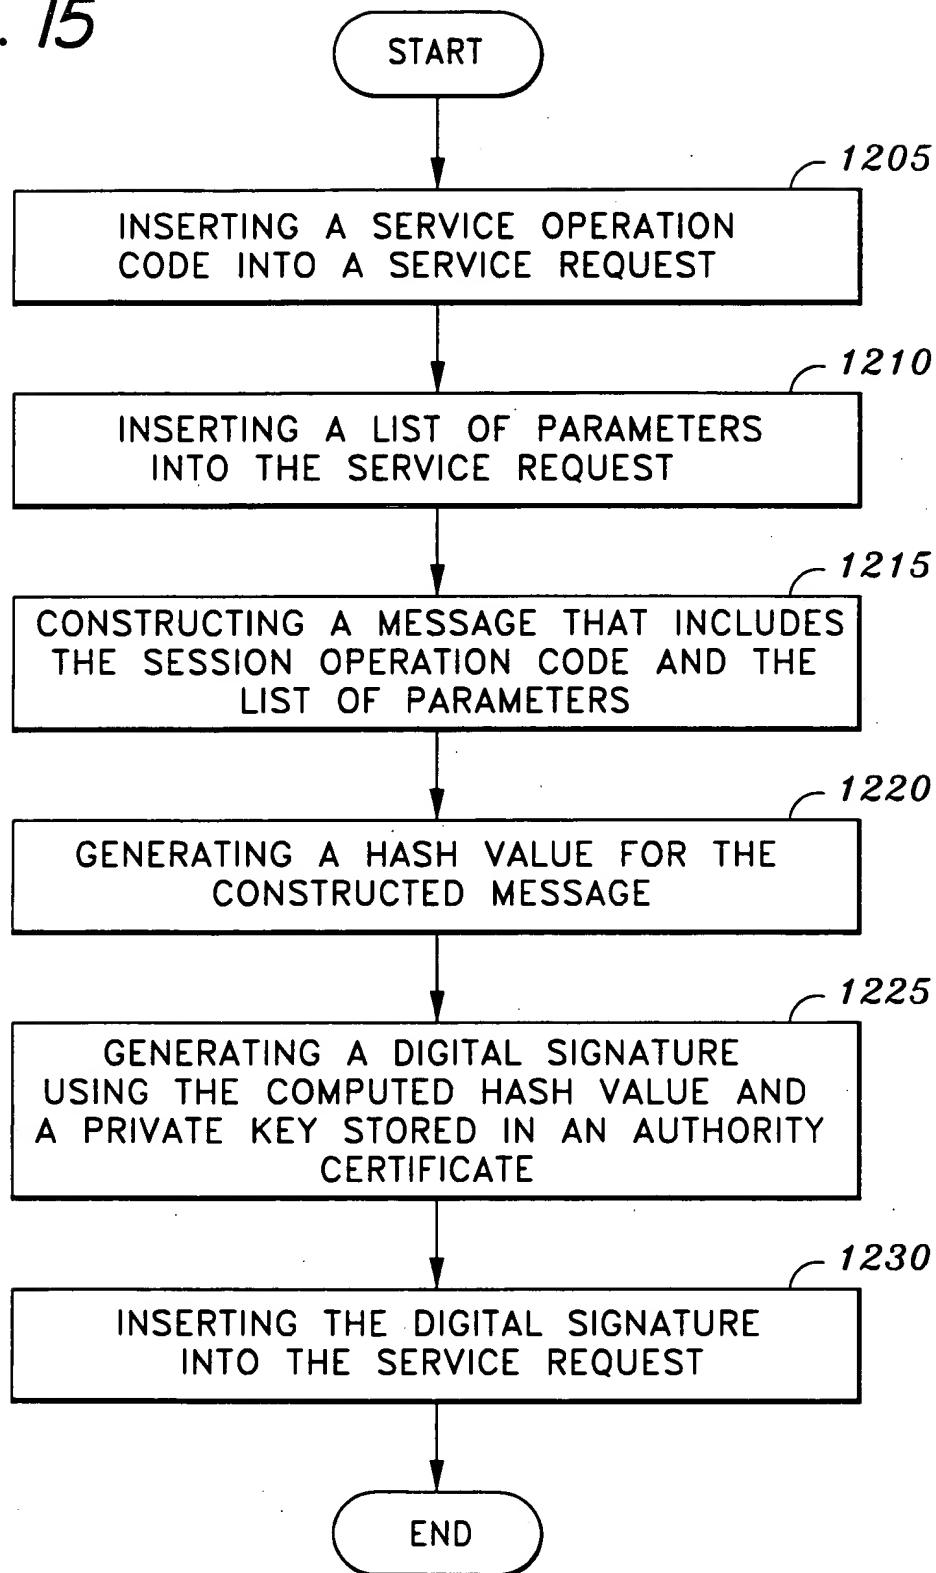 . 15
START
1205
INSERTING A SERVICE OPERATION
CODE INTO A SERVICE REQUEST
1210
INSERTING A LIST OF PARAMETERS
INTO THE SERVICE REQUEST
1215
CONSTRUCTING A MESSAGE THAT INCLUDES
THE SESSION OPERATION CODE AND THE
LIST OF PARAMETERS
1220
GENERATING A HASH VALUE FOR THE
CONSTRUCTED MESSAGE
1225
GENERATING A DIGITAL SIGNATURE
USING THE COMPUTED HASH VALUE AND
A PRIVATE KEY STORED IN AN AUTHORITY
CERTIFICATE
1230
INSERTING THE DIGITAL SIGNATURE
INTO THE SERVICE REQUEST
END